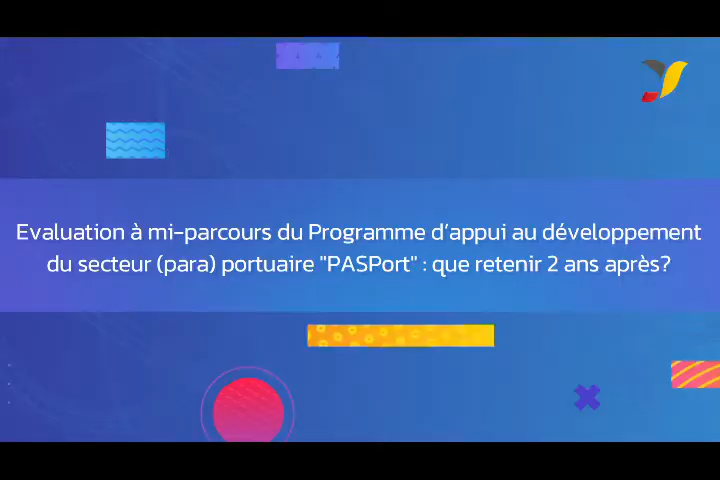 Evaluation à mi-parcours du Programme d'appui au développement
du secteur (para) portuaire "PASPort" : que retenir 2 ans après?